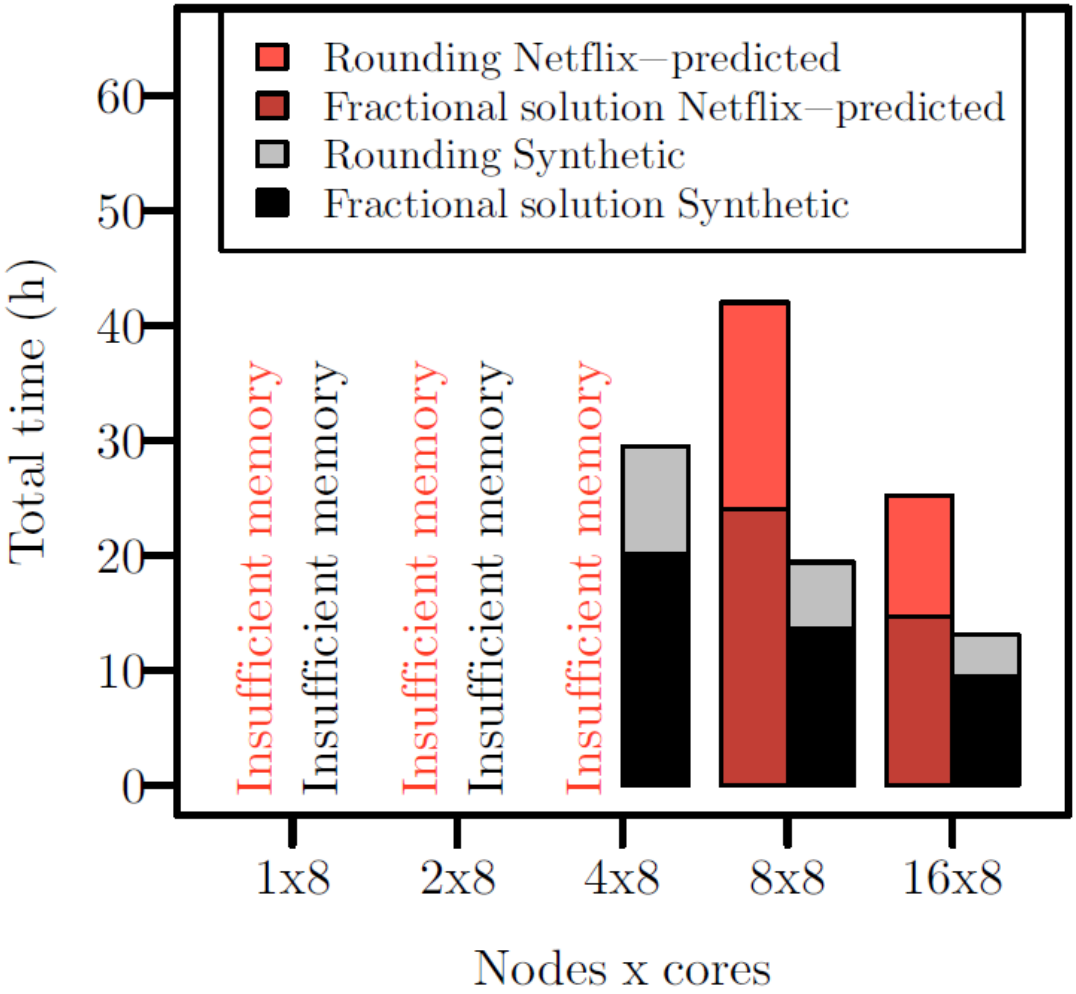 Rounding Netflix−predicted
Fractional solution Netflix−predicted
Rounding Synthetic
Fractional solution Synthetic
Total time (h)
60
50
40
30
20
10
0
Insufficient memory
Insufficient memory
Insufficient memory
Insufficient memory
Insufficient memory
1x8 2x8 4x8 8x8 16x8
Nodes x cores